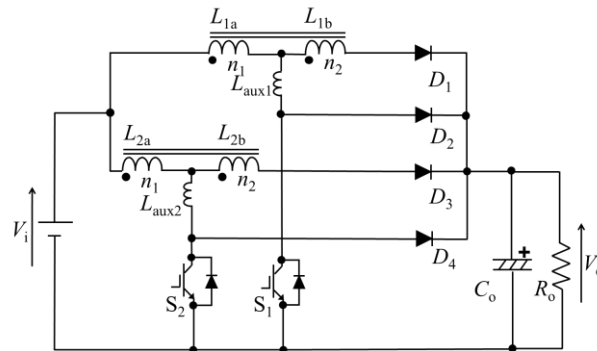 L1a L1b
n1 n2
Laux1
D1
D2
L2a L2b
n1 n2
Laux2
D3
D4
Vi
S2 S1
+
Co Ro